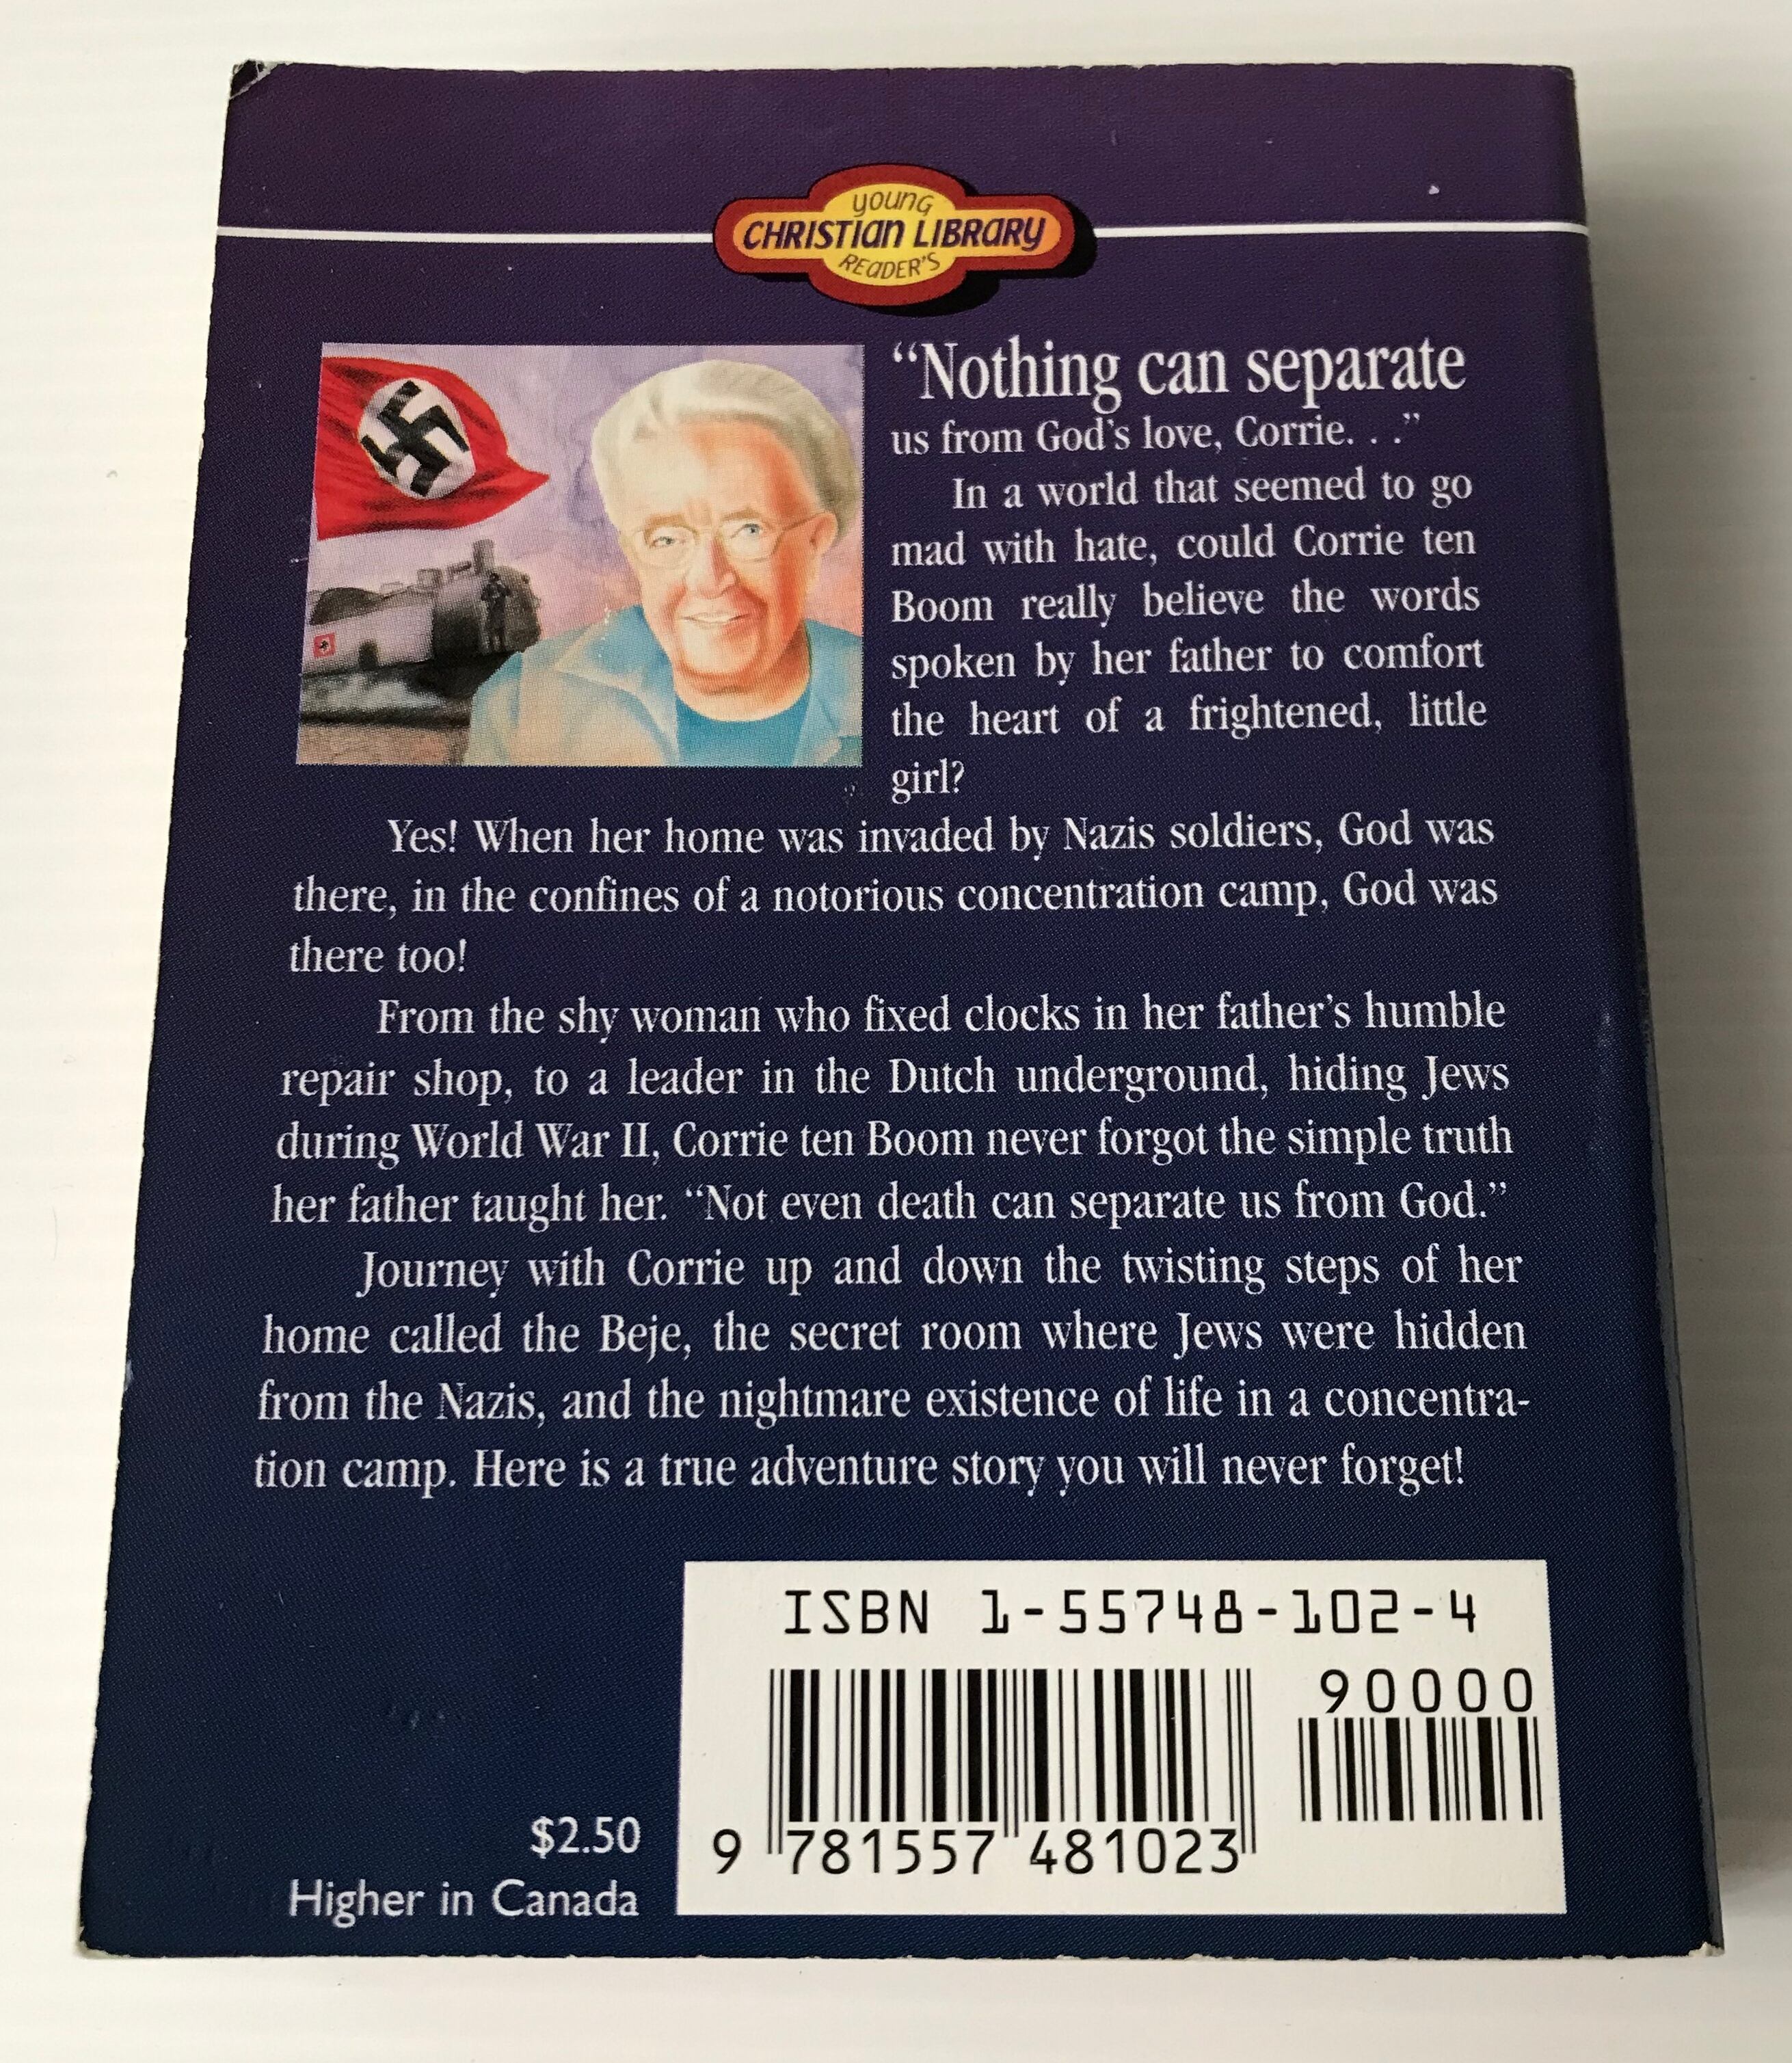 young
CHRISTIAN LIBRARY
READER'S
“Nothing can separate
us from God's love, Corrie. . .”
In a world that seemed to go
mad with hate, could Corrie ten
Boom really believe the words
spoken by her father to comfort
the heart of a frightened, little
girl?
Yes! When her home was invaded by Nazis soldiers, God was
there, in the confines of a notorious concentration camp, God was
there too!
From the shy woman who fixed clocks in her father's humble
repair shop, to a leader in the Dutch underground, hiding Jews
during World War II, Corrie ten Boom never forgot the simple truth
her father taught her. “Not even death can separate us from God.”
Journey with Corrie up and down the twisting steps of her
home called the Beje, the secret room where Jews were hidden
from the Nazis, and the nightmare existence of life in a concentra-
tion camp. Here is a true adventure story you will never forget!
ISBN 1-55748-102-4
90000
9 781557 481023
$2.50
Higher in Canada